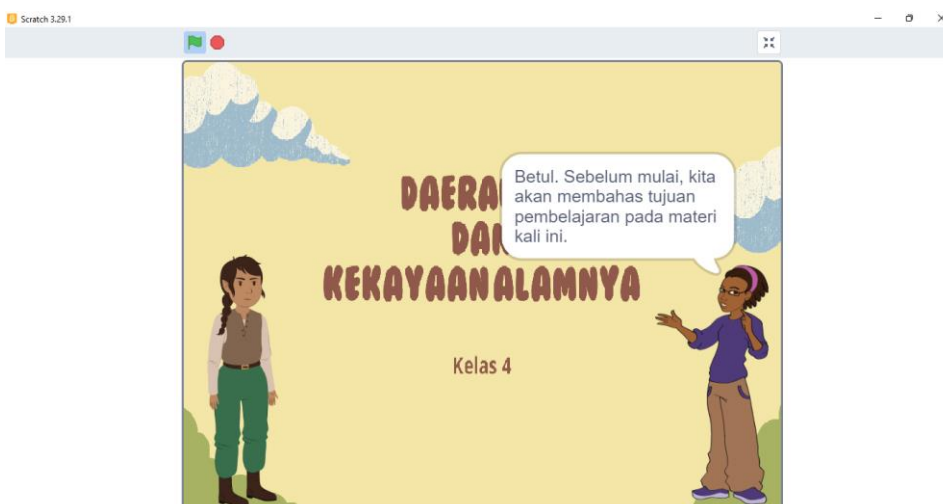 Scratch 3.29.1
Betul. Sebelum mulai, kita
akan membahas tujuan
pembelajaran pada materi
kali ini.
KEKAYAAN ALAMNYA
Kelas 4